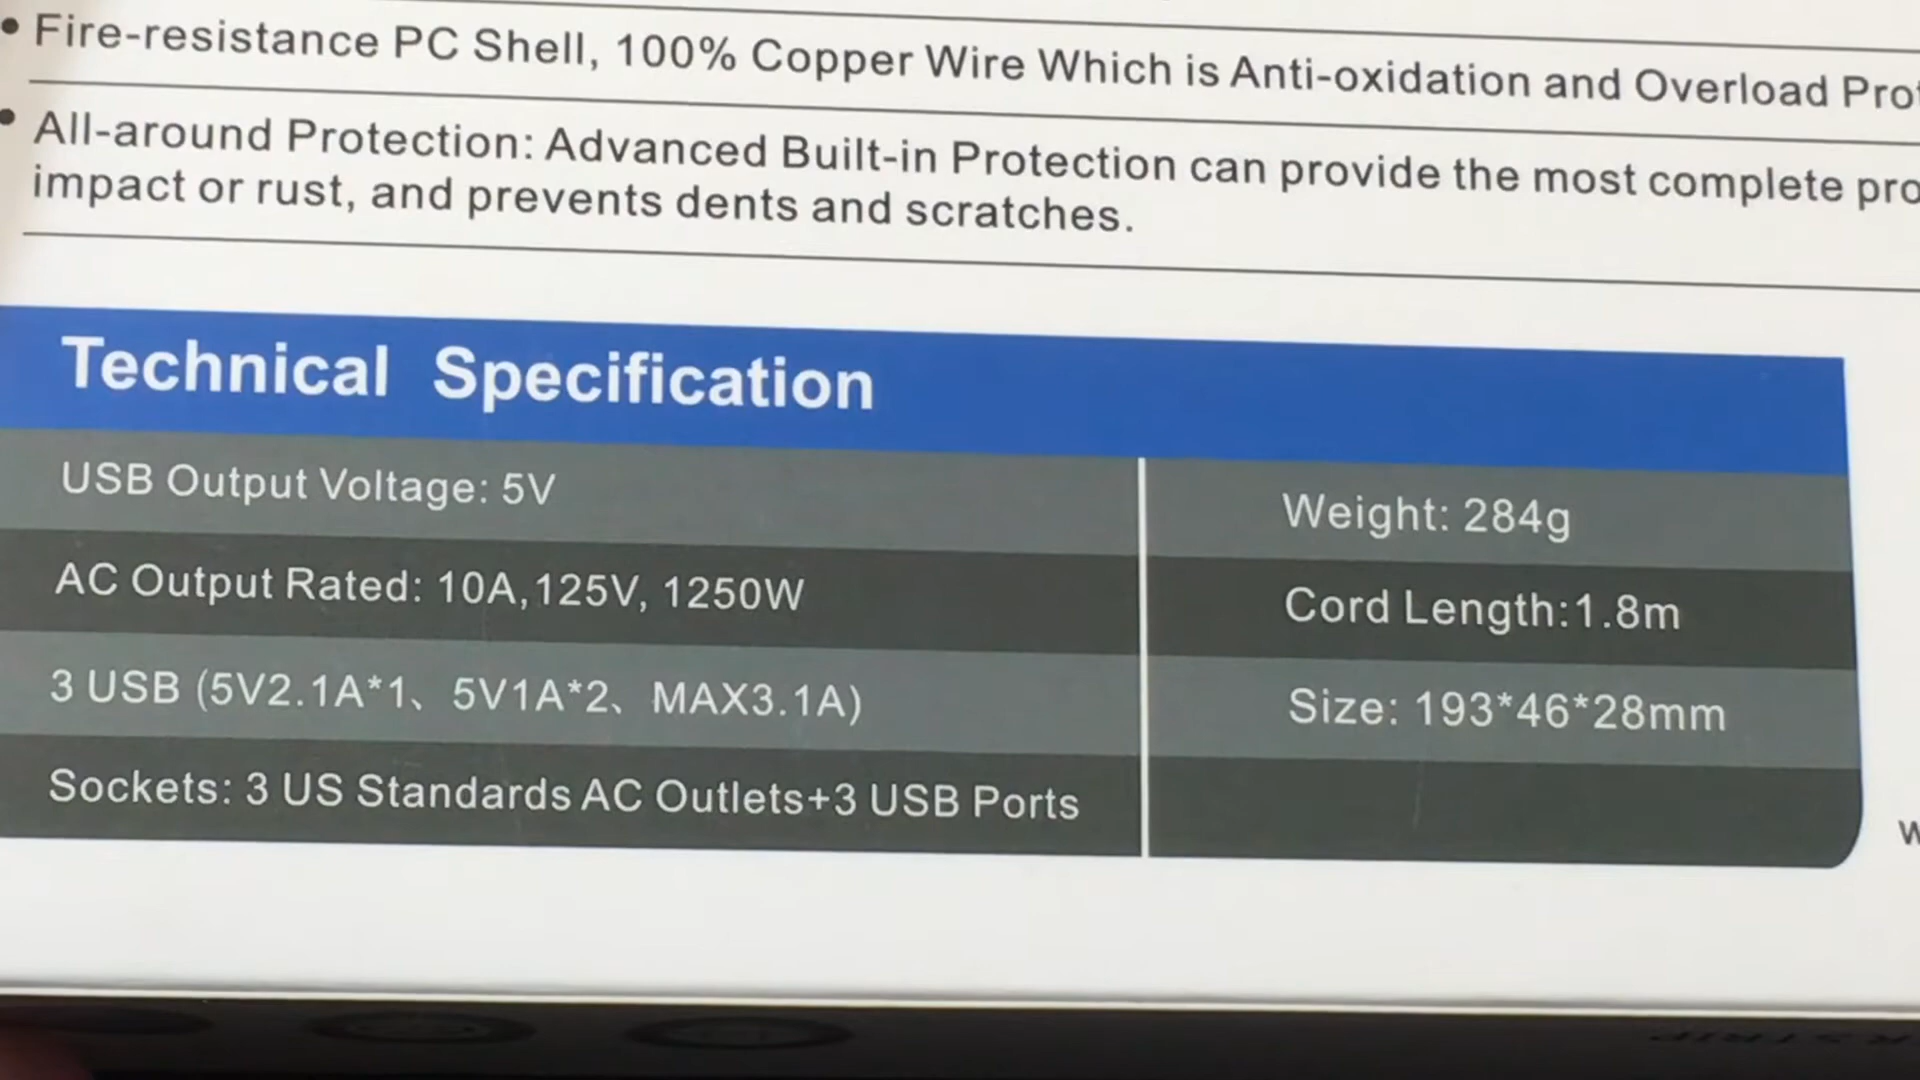 • Fire-resistance PC Shell, 100% Copper Wire Which is Anti-oxidation and Overload
• All-around Protection: Advanced Built-in Protection can provide the most complete
impact or rust, and prevents dents and scratches.
Technical Specification
USB Output Voltage: 5V
Weight: 284g
AC Output Rated: 10A,125V, 1250W
Cord Length:1.8m
3 USB (5V2.1A*1、5V1A*2、MAX3.1A)
Size: 193*46*28mm
Sockets: 3 US Standards AC Outlets+3 USB Ports